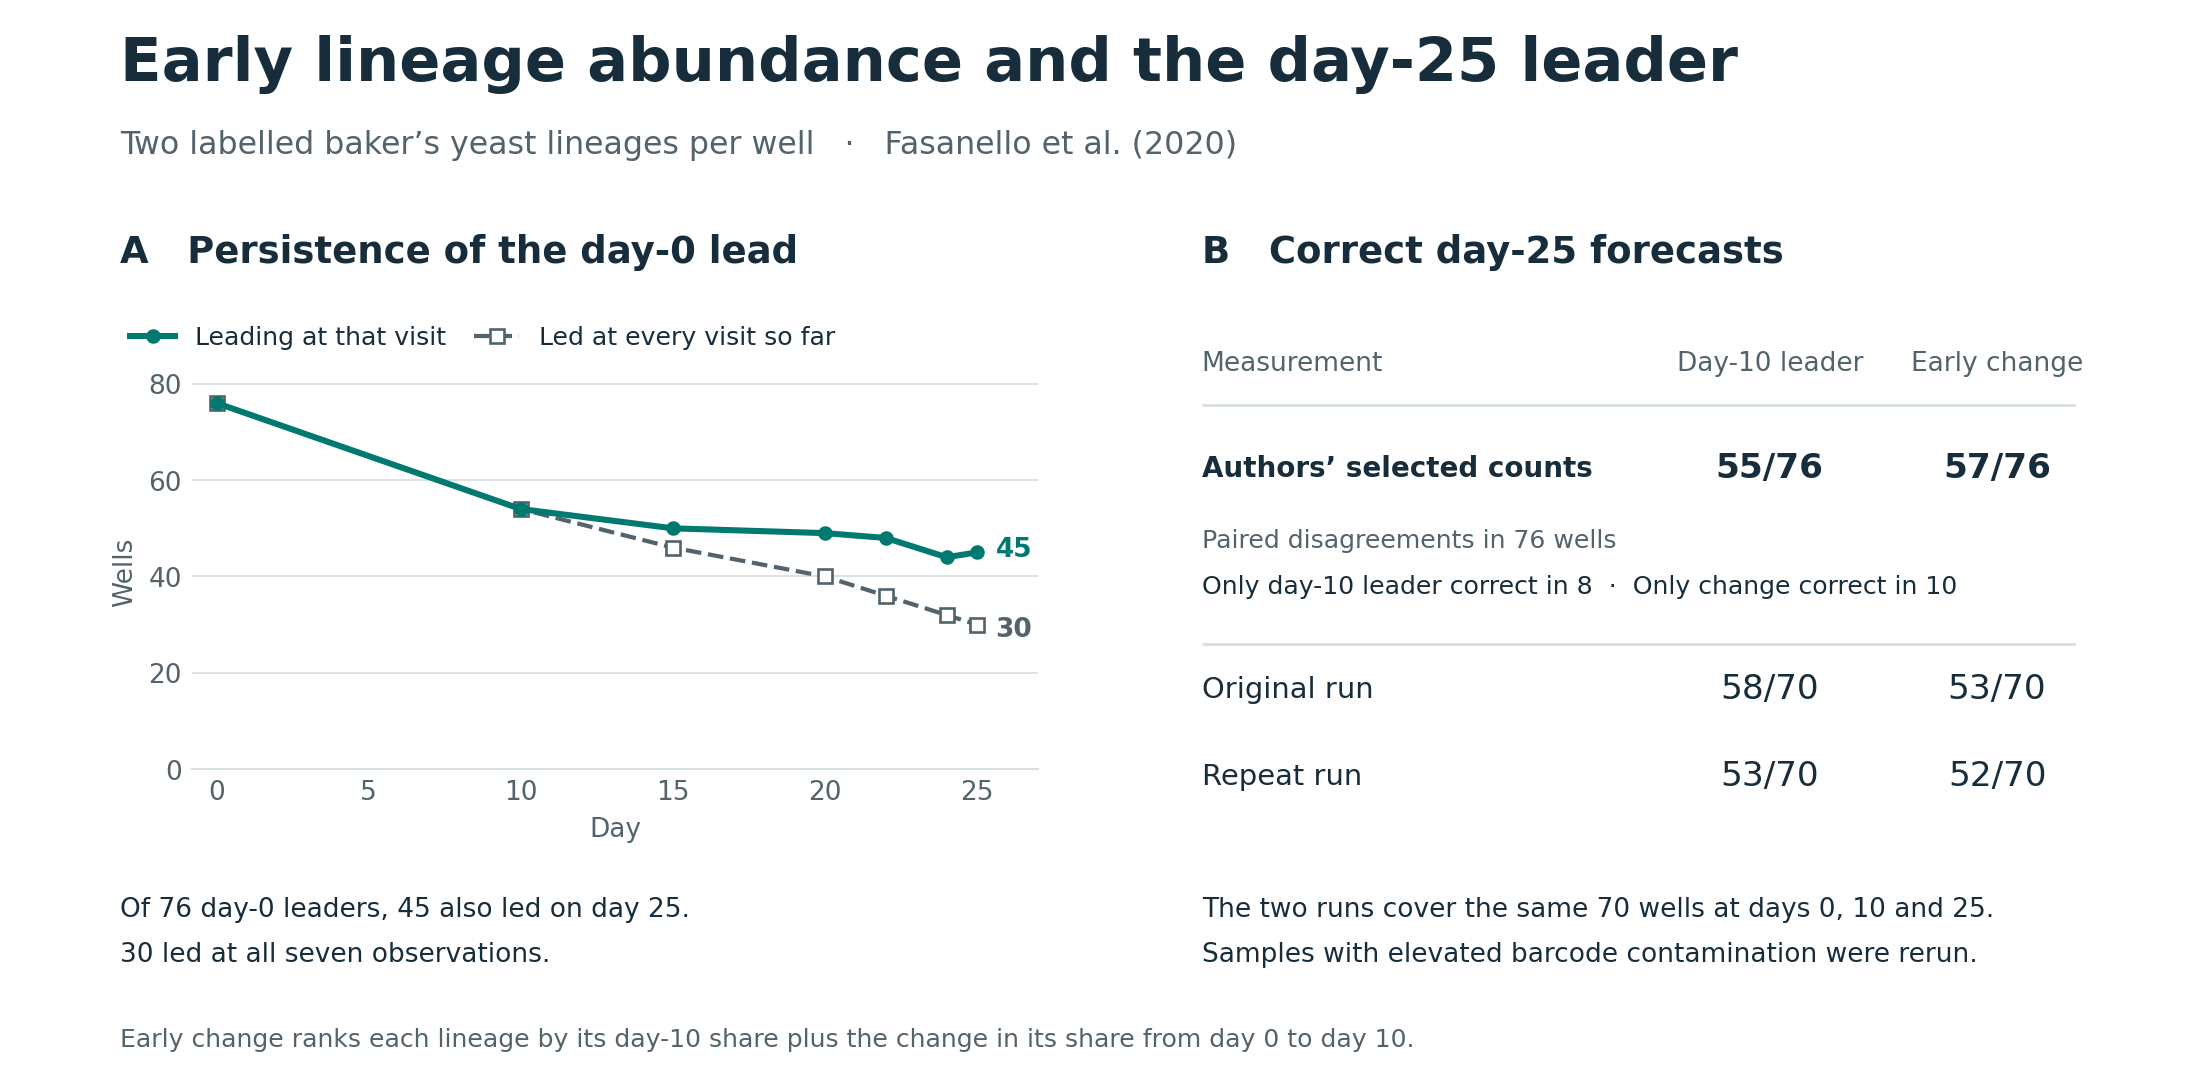 Early lineage abundance and the day-25 leader
Two labelled baker’s yeast lineages per well · Fasanello et al. (2020)
A Persistence of the day-0 lead
Leading at that visit Led at every visit so far
80
60
40
20
0
Wells
45
30
0 5 10 15 20 25
Day
Of 76 day-0 leaders, 45 also led on day 25.
30 led at all seven observations.
B Correct day-25 forecasts
Measurement Day-10 leader Early change
Authors’ selected counts 55/76 57/76
Paired disagreements in 76 wells
Only day-10 leader correct in 8 · Only change correct in 10
Original run 58/70 53/70
Repeat run 53/70 52/70
The two runs cover the same 70 wells at days 0, 10 and 25.
Samples with elevated barcode contamination were rerun.
Early change ranks each lineage by its day-10 share plus the change in its share from day 0 to day 10.